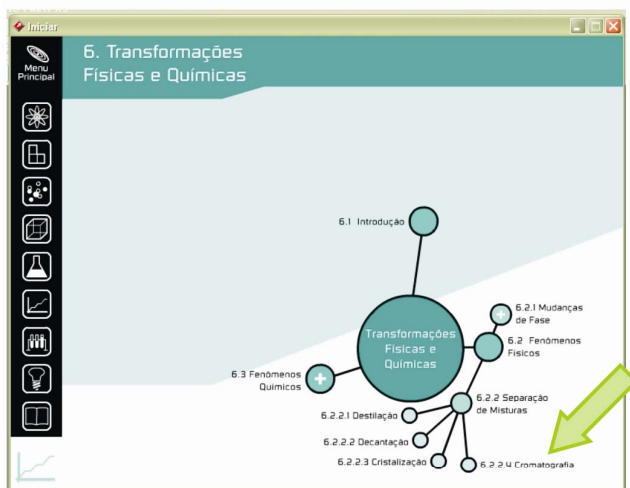 Iniciar
Menu
Principal
6. Transformações
Físicas e Químicas
6.1 Introdução
Transformações
Físicas e
Químicas
6.2.1 Mudanças
de Fase
6.2 Fenômenos
Físicos
6.3 Fenômenos
Químicos
6.2.2 Separação
de Misturas
6.2.2.1 Destilação
6.2.2.2 Decantação
6.2.2.3 Cristalização
6.2.2.4 Cromatografia